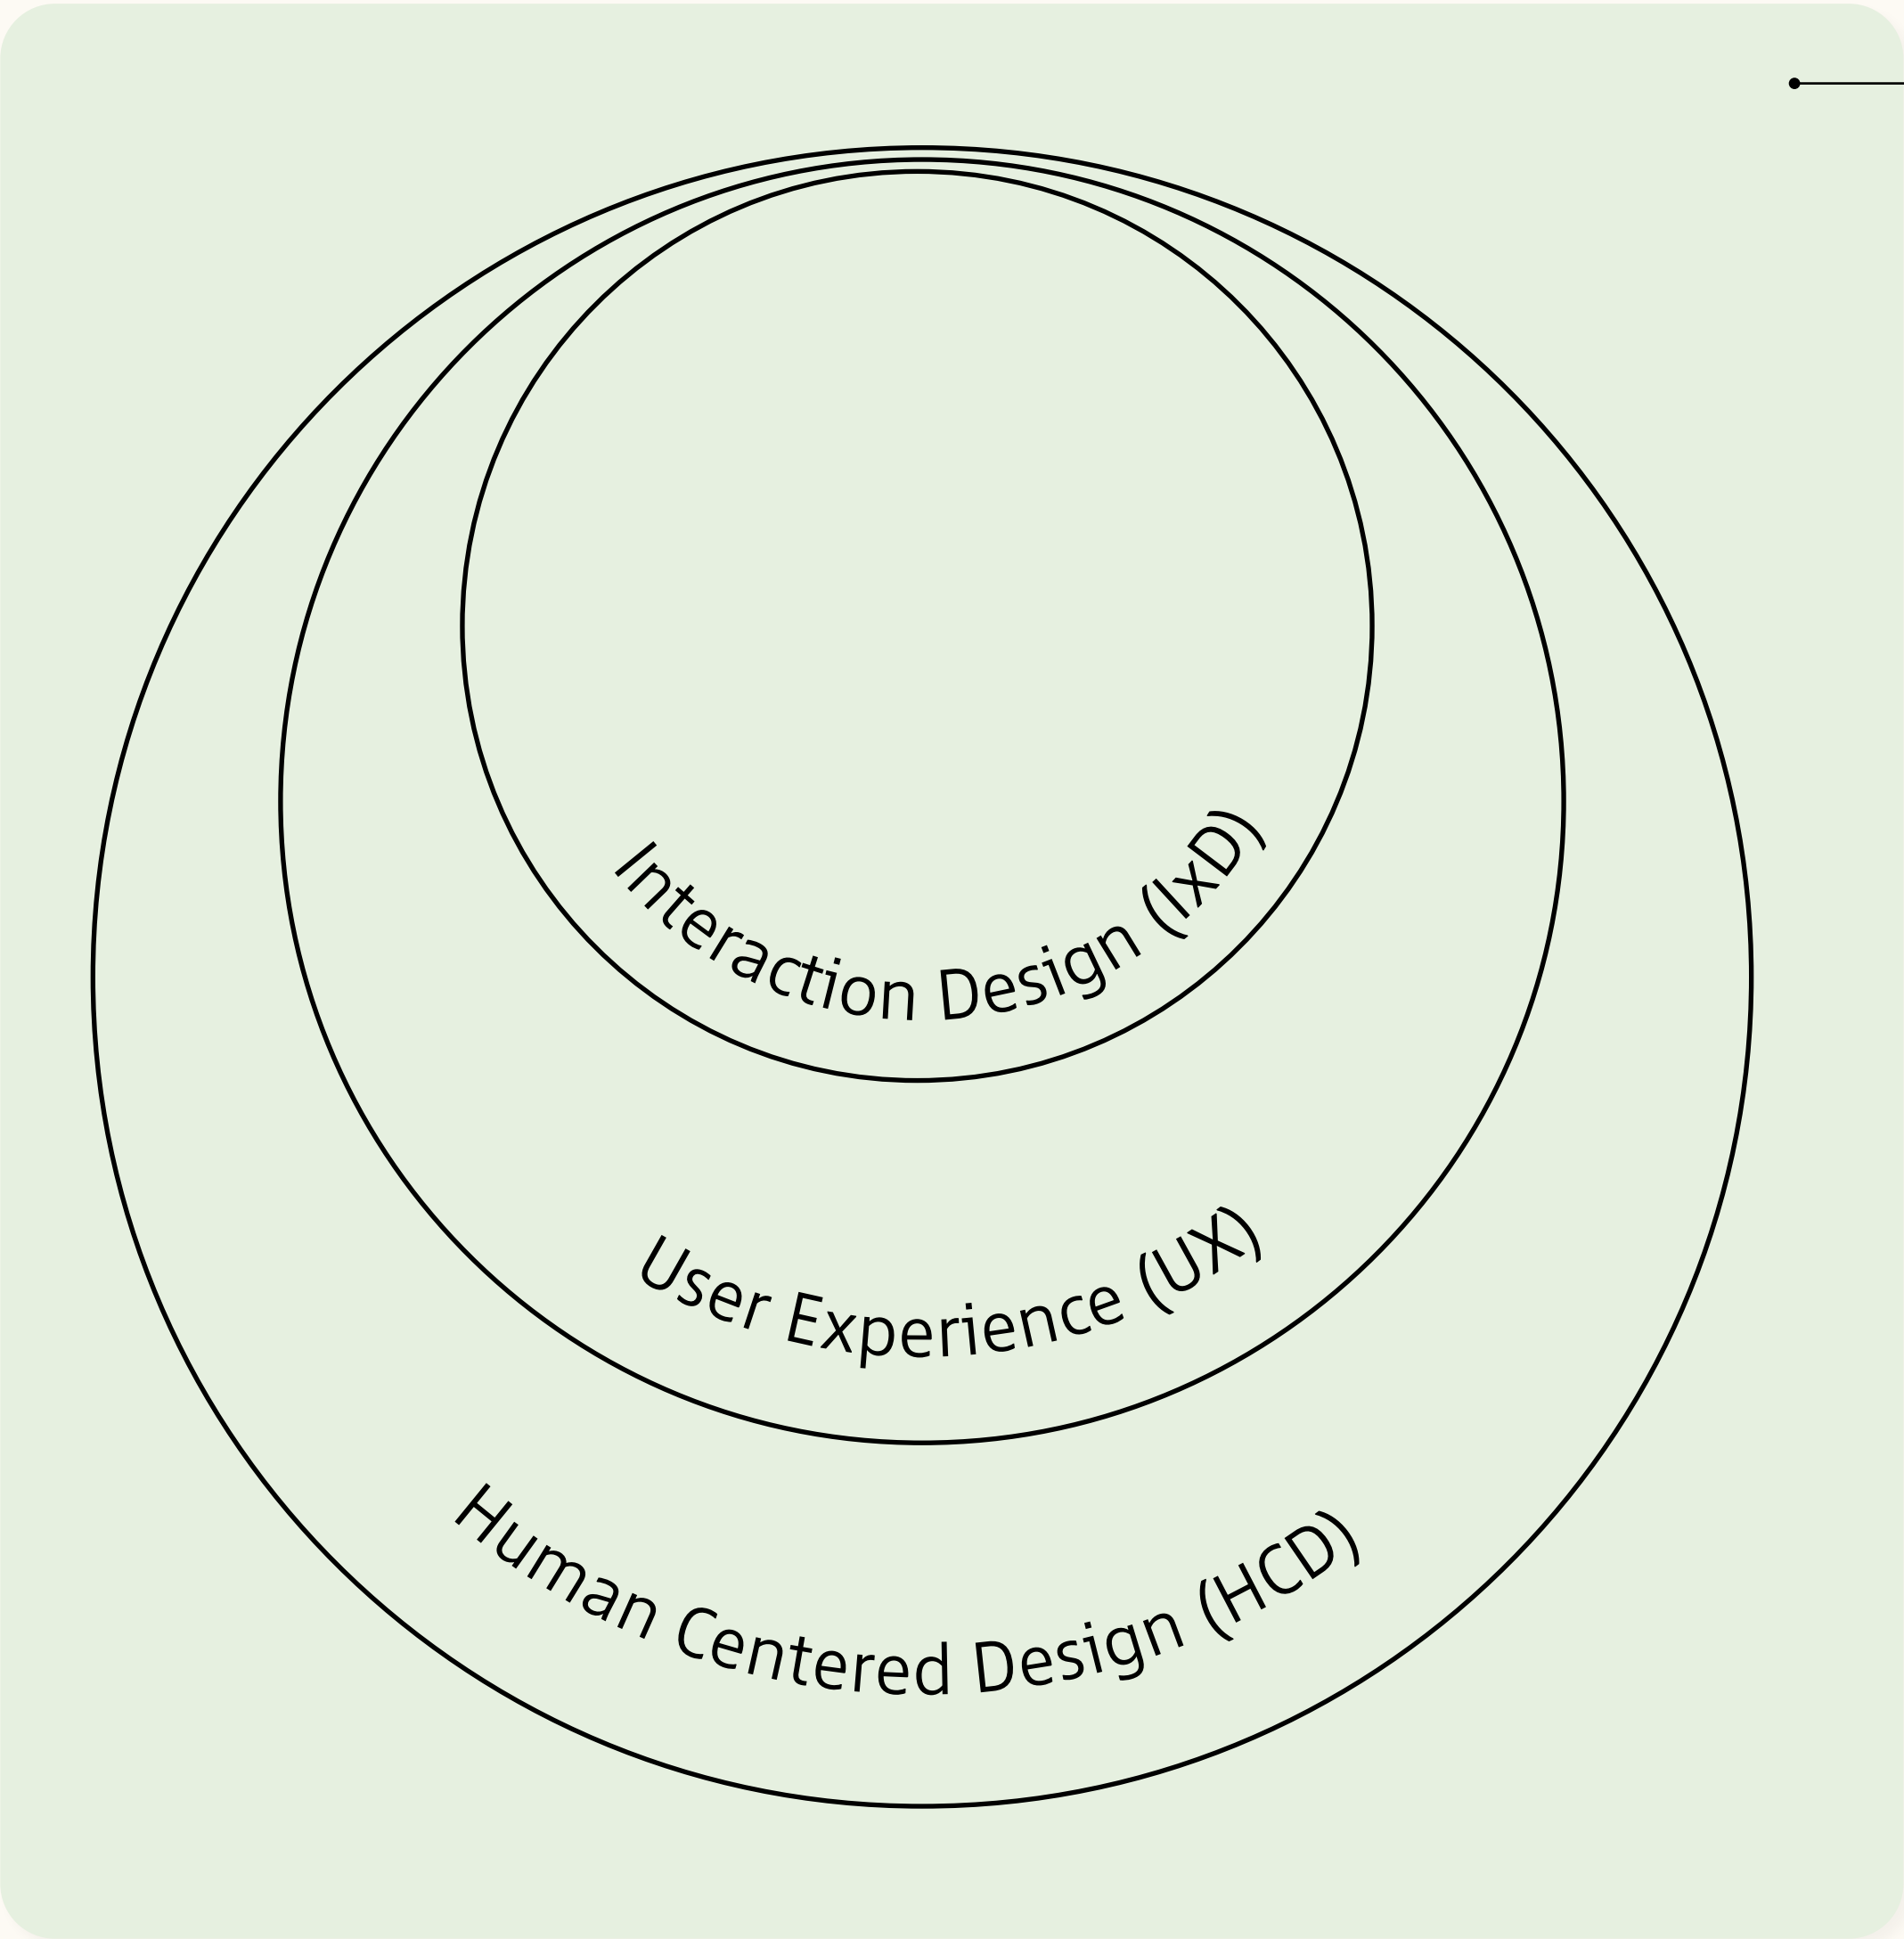 Interaction Design (IxD)
User Experience (UX)
Human Centered Design (HCD)